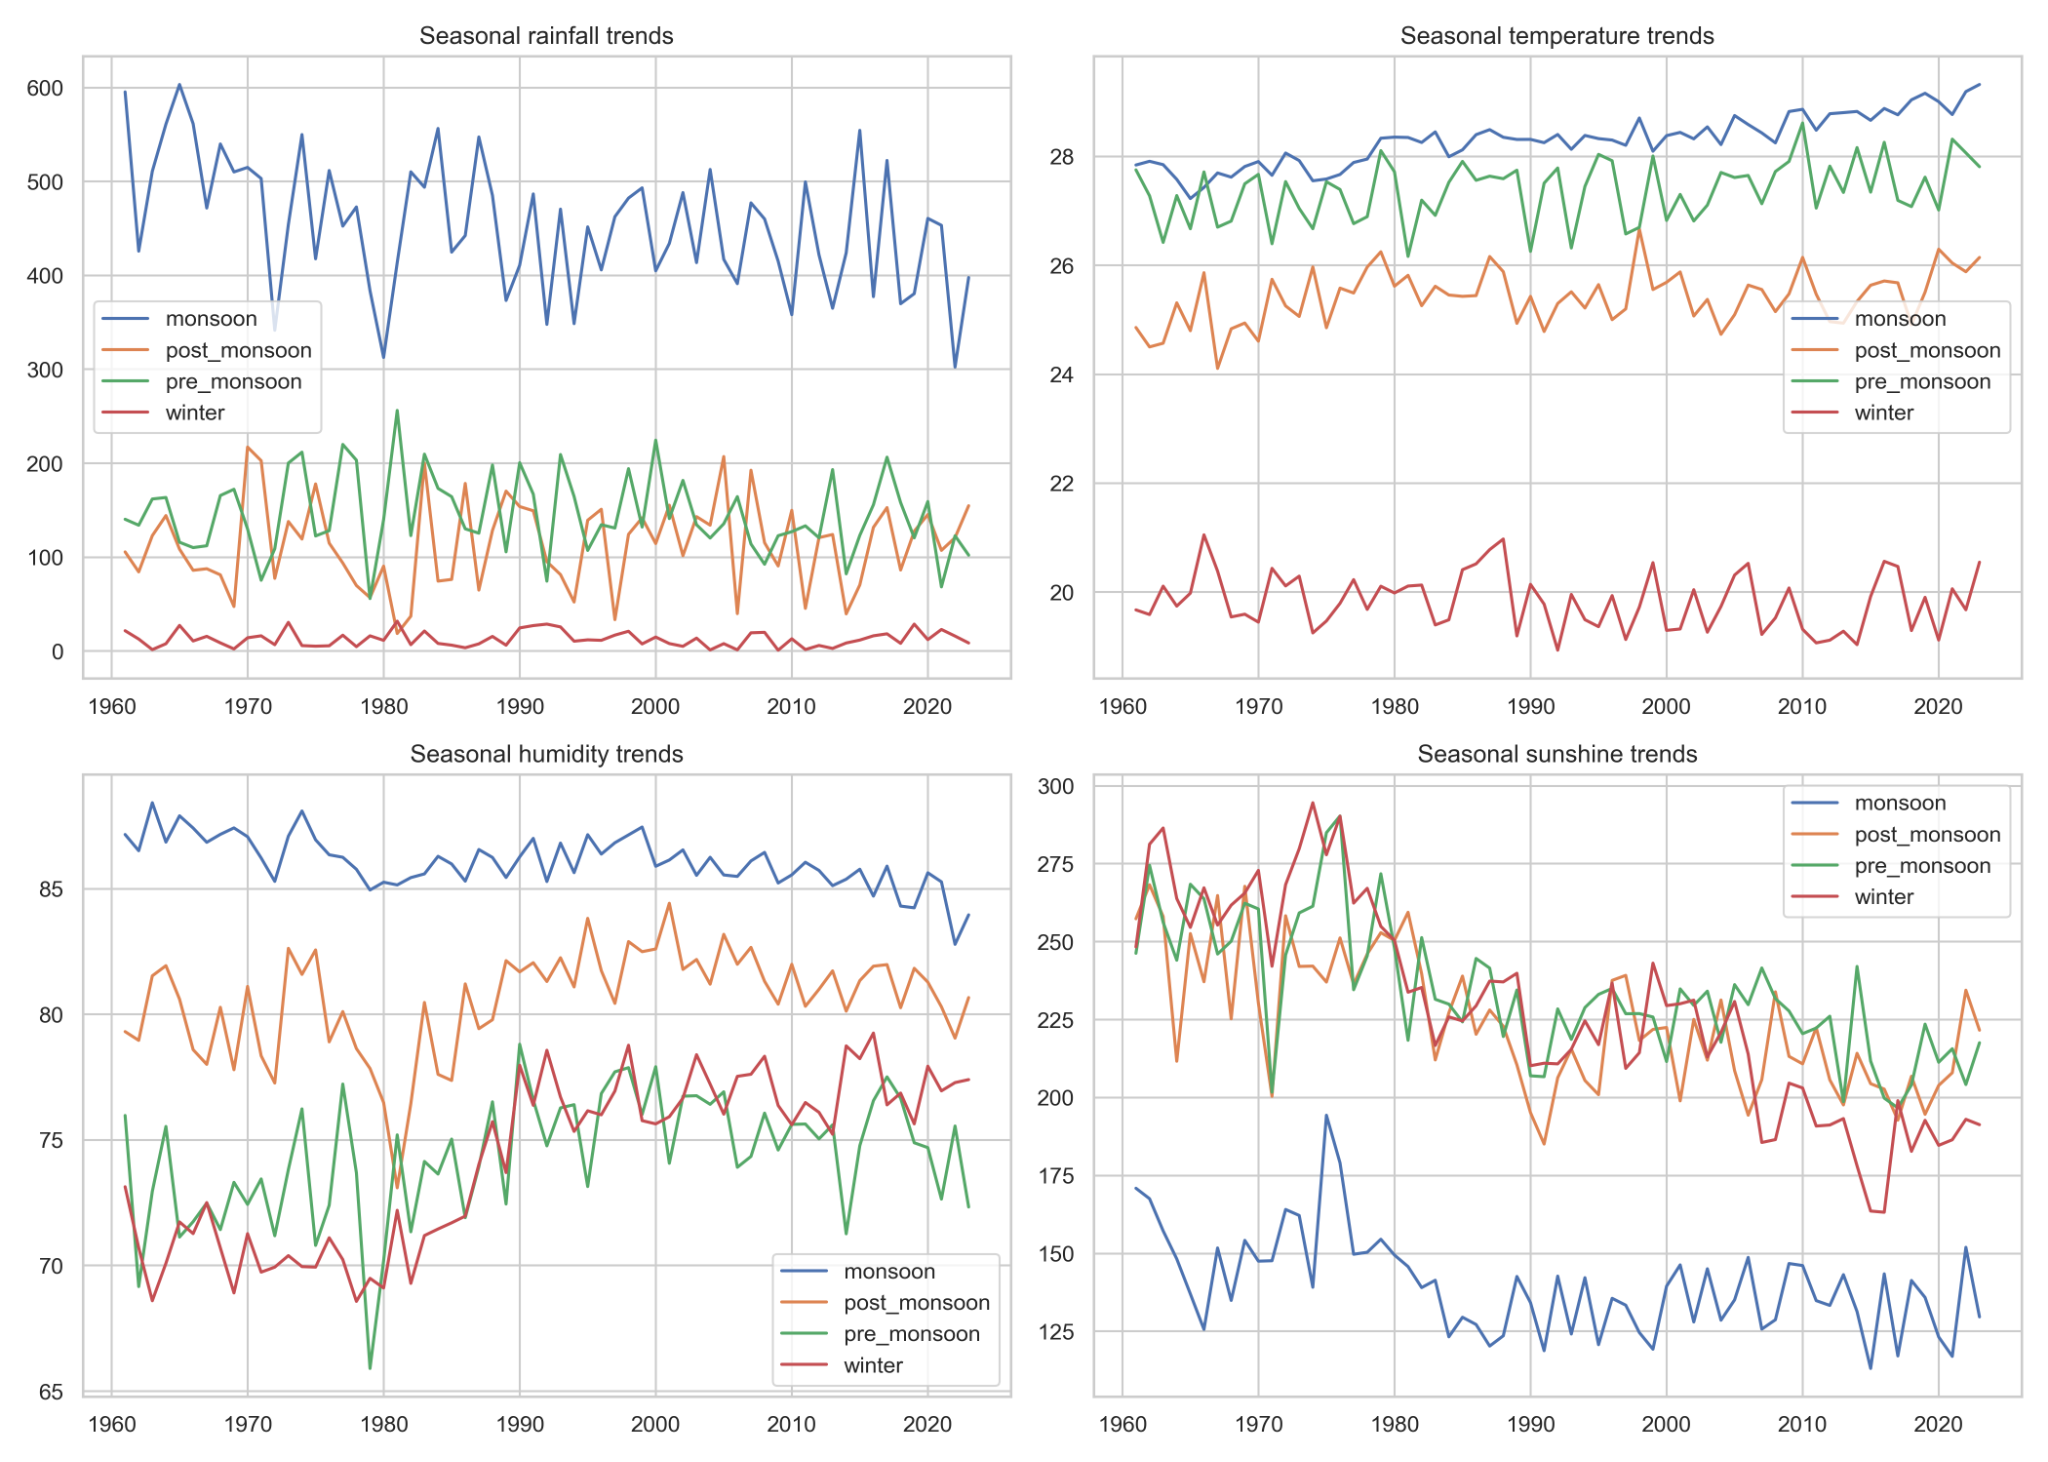 Seasonal rainfall trends
600
500
400
300
200
100
0
monsoon
post_monsoon
pre_monsoon
winter
1960 1970 1980 1990 2000 2010 2020
Seasonal temperature trends
28
26
24
22
20
monsoon
post_monsoon
pre_monsoon
winter
1960 1970 1980 1990 2000 2010 2020
Seasonal humidity trends
85
80
75
70
65
monsoon
post_monsoon
pre_monsoon
winter
1960 1970 1980 1990 2000 2010 2020
Seasonal sunshine trends
300
275
250
225
200
175
150
125
monsoon
post_monsoon
pre_monsoon
winter
1960 1970 1980 1990 2000 2010 2020